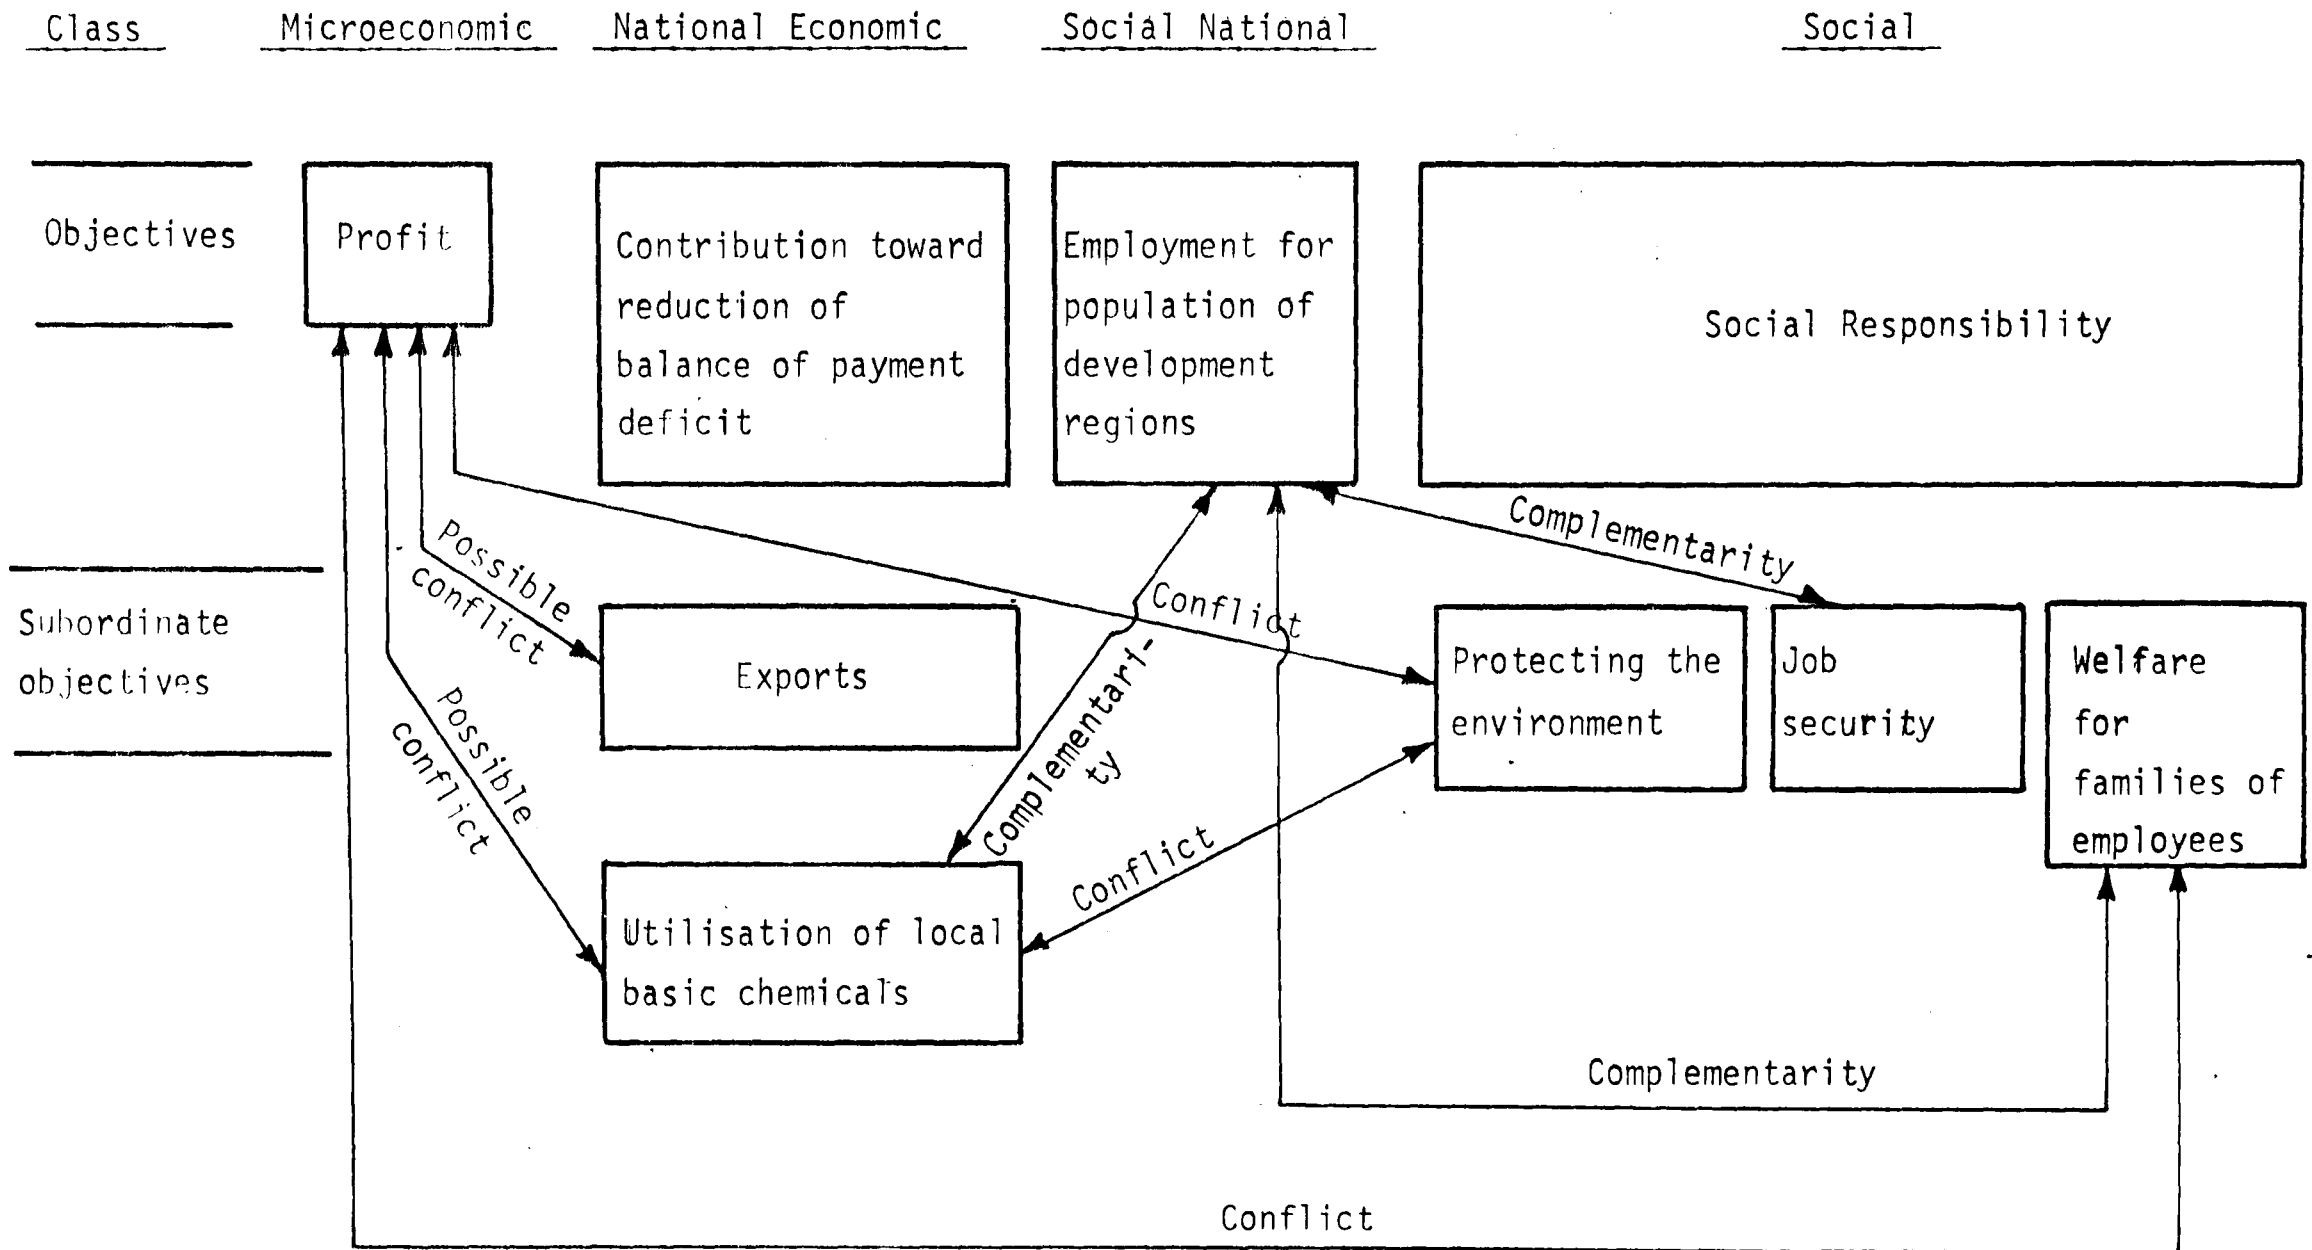 Class Microeconomic National Economic Social National Social
Objectives
Profit
Contribution toward
reduction of
balance of payment
deficit
Employment for
population of
development
regions
Social Responsibility
Complementarity
Possible
conflict
Conflict
Subordinate
objectives
Exports
Complementari-
ty
Protecting the
environment
Job
security
Welfare
for
families of
employees
Possible
conflict
Conflict
Utilisation of local
basic chemicals
Complementarity
Conflict